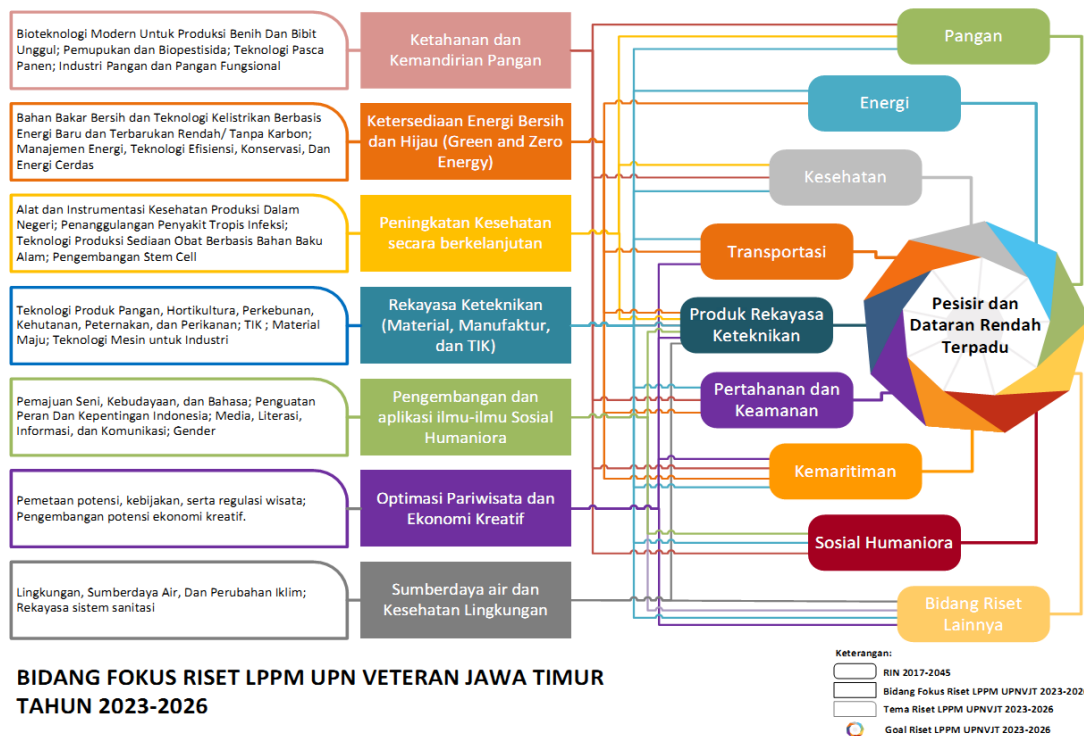 Bioteknologi Modern Untuk Produksi Benih Dan Bibit
Unggul; Pemupukan dan Biopestisida; Teknologi Pasca
Panen; Industri Pangan dan Pangan Fungsional
Ketahanan dan
Kemandirian Pangan
Bahan Bakar Bersih dan Teknologi Kelistrikan Berbasis
Energi Baru dan Terbarukan Rendah/ Tanpa Karbon;
Manajemen Energi, Teknologi Efisiensi, Konservasi, Dan
Energi Cerdas
Ketersediaan Energi Bersih
dan Hijau (Green and Zero
Energy)
Alat dan Instrumentasi Kesehatan Produksi Dalam
Negeri; Penanggulangan Penyakit Tropis Infeksi;
Teknologi Produksi Sediaan Obat Berbasis Bahan Baku
Alam; Pengembangan Stem Cell
Peningkatan Kesehatan
secara berkelanjutan
Teknologi Produk Pangan, Hortikultura, Perkebunan,
Kehutanan, Peternakan, dan Perikanan; TIK ; Material
Maju; Teknologi Mesin untuk Industri
Rekayasa Keteknikan
(Material, Manufaktur,
dan TIK)
Pemajuan Seni, Kebudayaan, dan Bahasa; Penguatan
Peran Dan Kepentingan Indonesia; Media, Literasi,
Informasi, dan Komunikasi; Gender
Pengembangan dan
aplikasi ilmu-ilmu Sosial
Humaniora
Pemetaan potensi, kebijakan, serta regulasi wisata;
Pengembangan potensi ekonomi kreatif.
Optimasi Pariwisata dan
Ekonomi Kreatif
Lingkungan, Sumberdaya Air, Dan Perubahan Iklim;
Rekayasa sistem sanitasi
Sumberdaya air dan
Kesehatan Lingkungan
Pangan
Energi
Kesehatan
Transportasi
Produk Rekayasa
Keteknikan
Pertahanan dan
Keamanan
Kemaritiman
Sosial Humaniora
Bidang Riset
Lainnya
Pesisir dan
Dataran Rendah
Terpadu
BIDANG FOKUS RISET LPPM UPN VETERAN JAWA TIMUR
TAHUN 2023-2026
Keterangan:
RIN 2017-2045
Bidang Fokus Riset LPPM UPNVJT 2023-2026
Tema Riset LPPM UPNVJT 2023-2026
Goal Riset LPPM UPNVJT 2023-2026